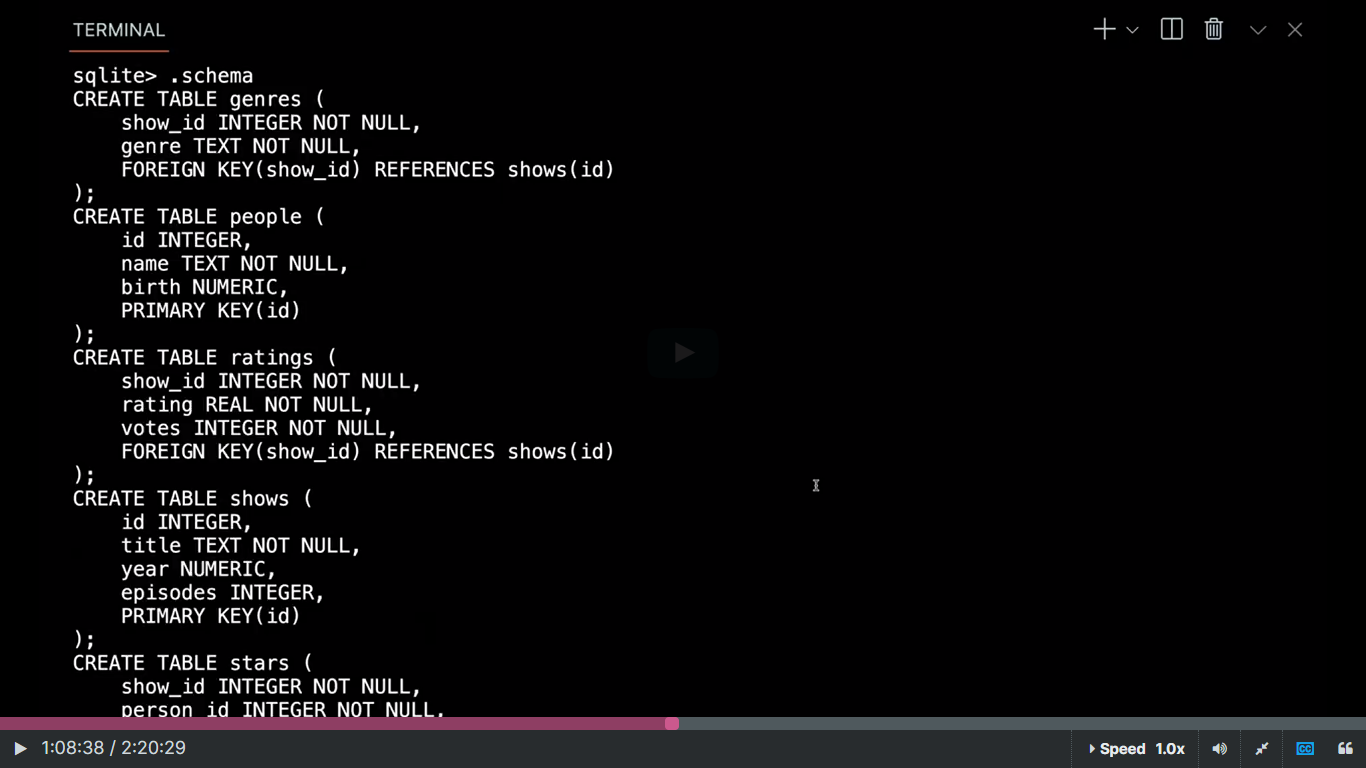 TERMINAL
sqlite> .schema
CREATE TABLE genres (
    show_id INTEGER NOT NULL,
    genre TEXT NOT NULL,
    FOREIGN KEY(show_id) REFERENCES shows(id)
);
CREATE TABLE people (
    id INTEGER,
    name TEXT NOT NULL,
    birth NUMERIC,
    PRIMARY KEY(id)
);
CREATE TABLE ratings (
    show_id INTEGER NOT NULL,
    rating REAL NOT NULL,
    votes INTEGER NOT NULL,
    FOREIGN KEY(show_id) REFERENCES shows(id)
);
CREATE TABLE shows (
    id INTEGER,
    title TEXT NOT NULL,
    year NUMERIC,
    episodes INTEGER,
    PRIMARY KEY(id)
);
CREATE TABLE stars (
    show_id INTEGER NOT NULL,
    person_id INTEGER NOT NULL,
1:08:38 / 2:20:29
Speed 1.0x
CC